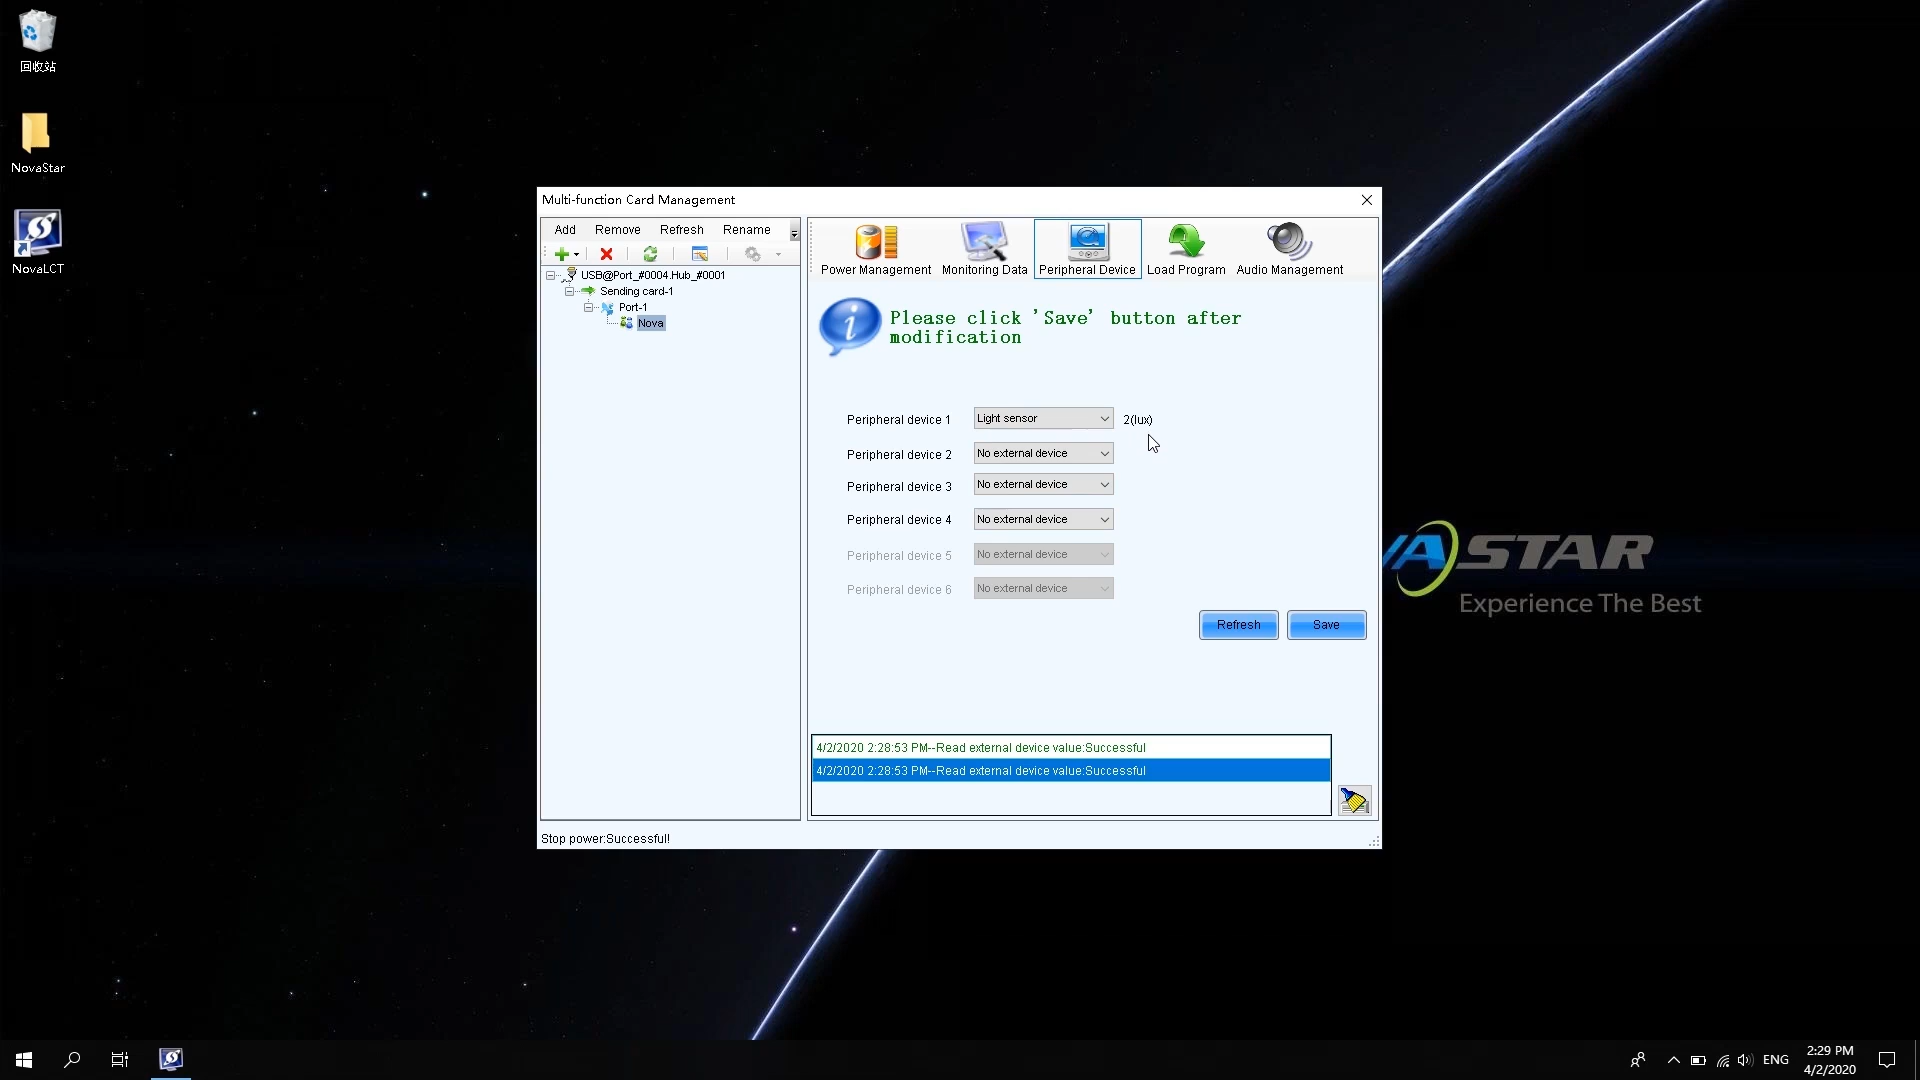 回收站
NovaStar
NovaLCT
Multi-function Card Management
Add Remove Refresh Rename
USB@Port_#0004.Hub_#0001
Sending card-1
Port-1
Nova
Power Management Monitoring Data Peripheral Device Load Program Audio Management
Please click 'Save' button after
modification
Peripheral device 1 Light sensor 2(lux)
Peripheral device 2 No external device
Peripheral device 3 No external device
Peripheral device 4 No external device
Peripheral device 5 No external device
Peripheral device 6 No external device
Refresh Save
4/2/2020 2:28:53 PM--Read external device value:Successful
4/2/2020 2:28:53 PM--Read external device value:Successful
Stop power:Successful!
VASTAR
Experience The Best
ENG
2:29 PM
4/2/2020